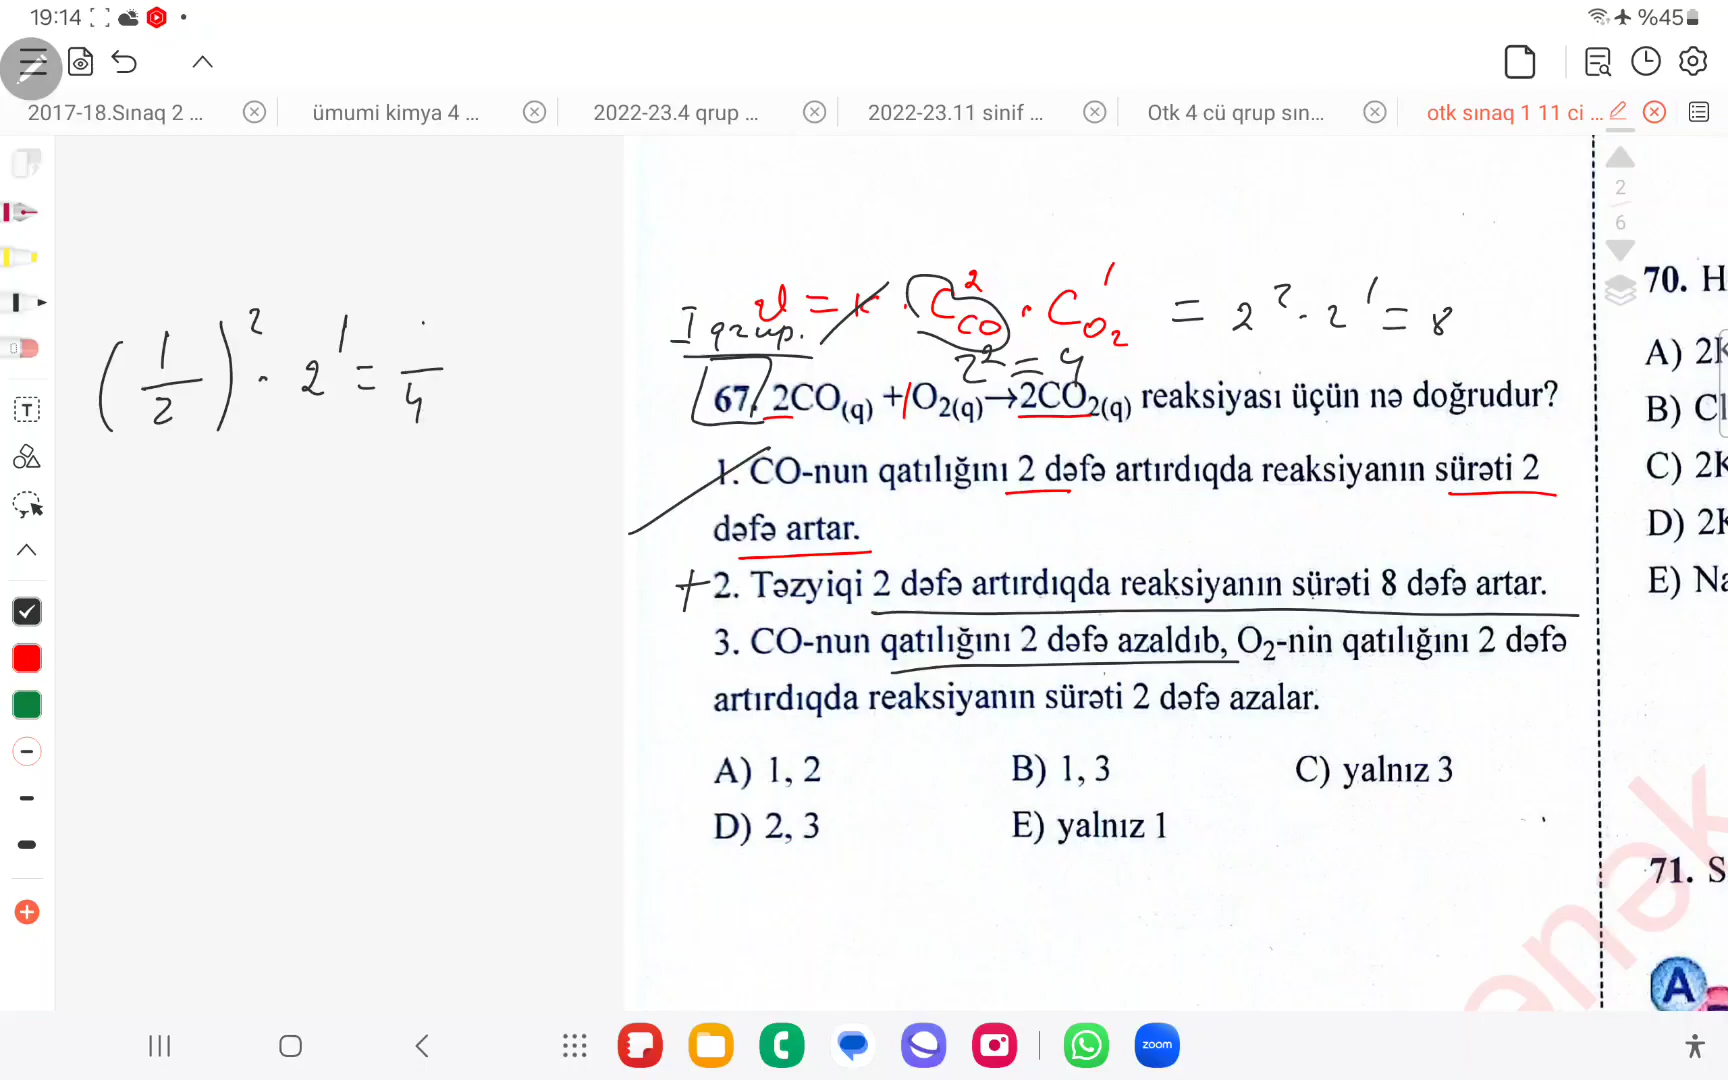 19:14
%45
2017-18.Sınaq 2 ...
ümumi kimya 4 ...
2022-23.4 qrup ...
2022-23.11 sinif ...
Otk 4 cü qrup sın...
otk sınaq 1 11 ci ...
2
6
I qrup.
v = k · C²CO · C¹O₂ = 2² · 2¹ = 8
2² = 4
(1/2)² · 2¹ = /4
67. 2CO(q) + 1O₂(q)→2CO₂(q) reaksiyası üçün nə doğrudur?
1. CO-nun qatılığını 2 dəfə artırdıqda reaksiyanın sürəti 2
dəfə artar.
+ 2. Təzyiqi 2 dəfə artırdıqda reaksiyanın sürəti 8 dəfə artar.
3. CO-nun qatılığını 2 dəfə azaldıb, O₂-nin qatılığını 2 dəfə
artırdıqda reaksiyanın sürəti 2 dəfə azalar.
A) 1, 2
B) 1, 3
C) yalnız 3
D) 2, 3
E) yalnız 1
70. H
A) 2K
B) Cl
C) 2K
D) 2K
E) Na
71. S
A
ənək
T
zoom